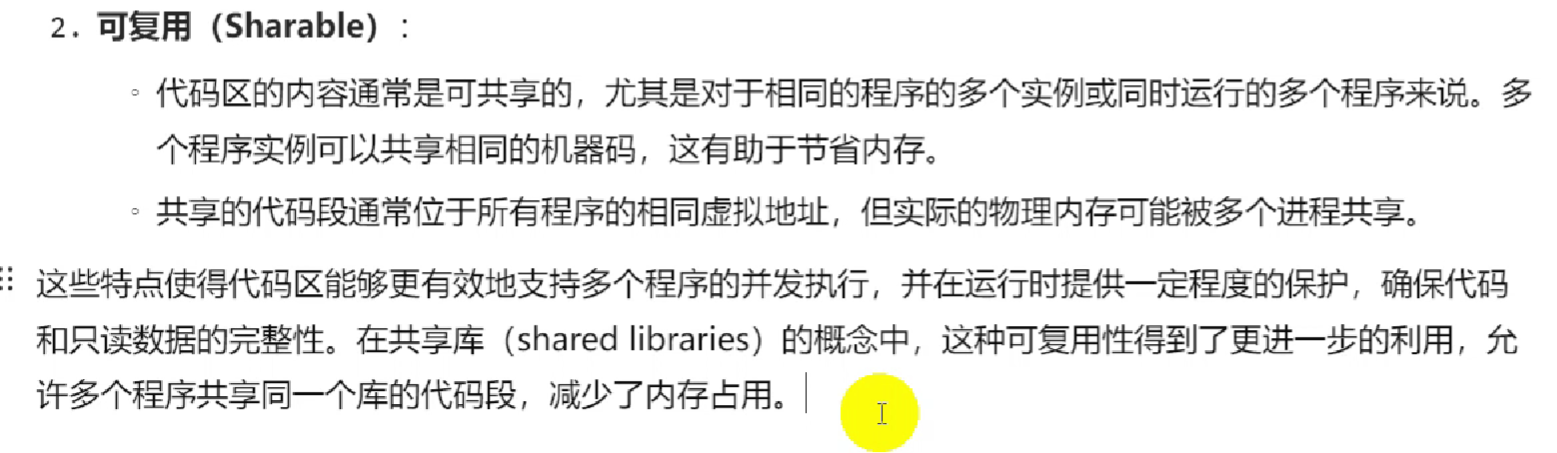 2. 可复用（Sharable）：
◦ 代码区的内容通常是可共享的，尤其是对于相同的程序的多个实例或同时运行的多个程序来说。多
个程序实例可以共享相同的机器码，这有助于节省内存。
◦ 共享的代码段通常位于所有程序的相同虚拟地址，但实际的物理内存可能被多个进程共享。
这些特点使得代码区能够更有效地支持多个程序的并发执行，并在运行时提供一定程度的保护，确保代码
和只读数据的完整性。在共享库（shared libraries）的概念中，这种可复用性得到了更进一步的利用，允
许多个程序共享同一个库的代码段，减少了内存占用。